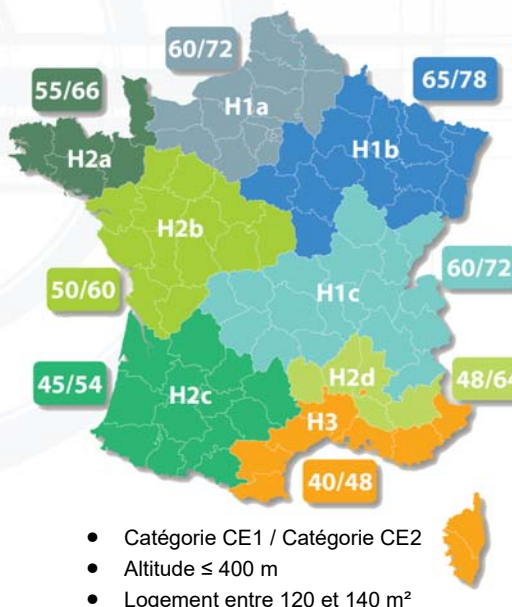 60/72
H1a
55/66
65/78
H2a
H1b
H2b
60/72
H1c
50/60
45/54
H2c
H2d
48/64
H3
40/48
• Catégorie CE1 / Catégorie CE2
• Altitude ≤ 400 m
• Logement entre 120 et 140 m²